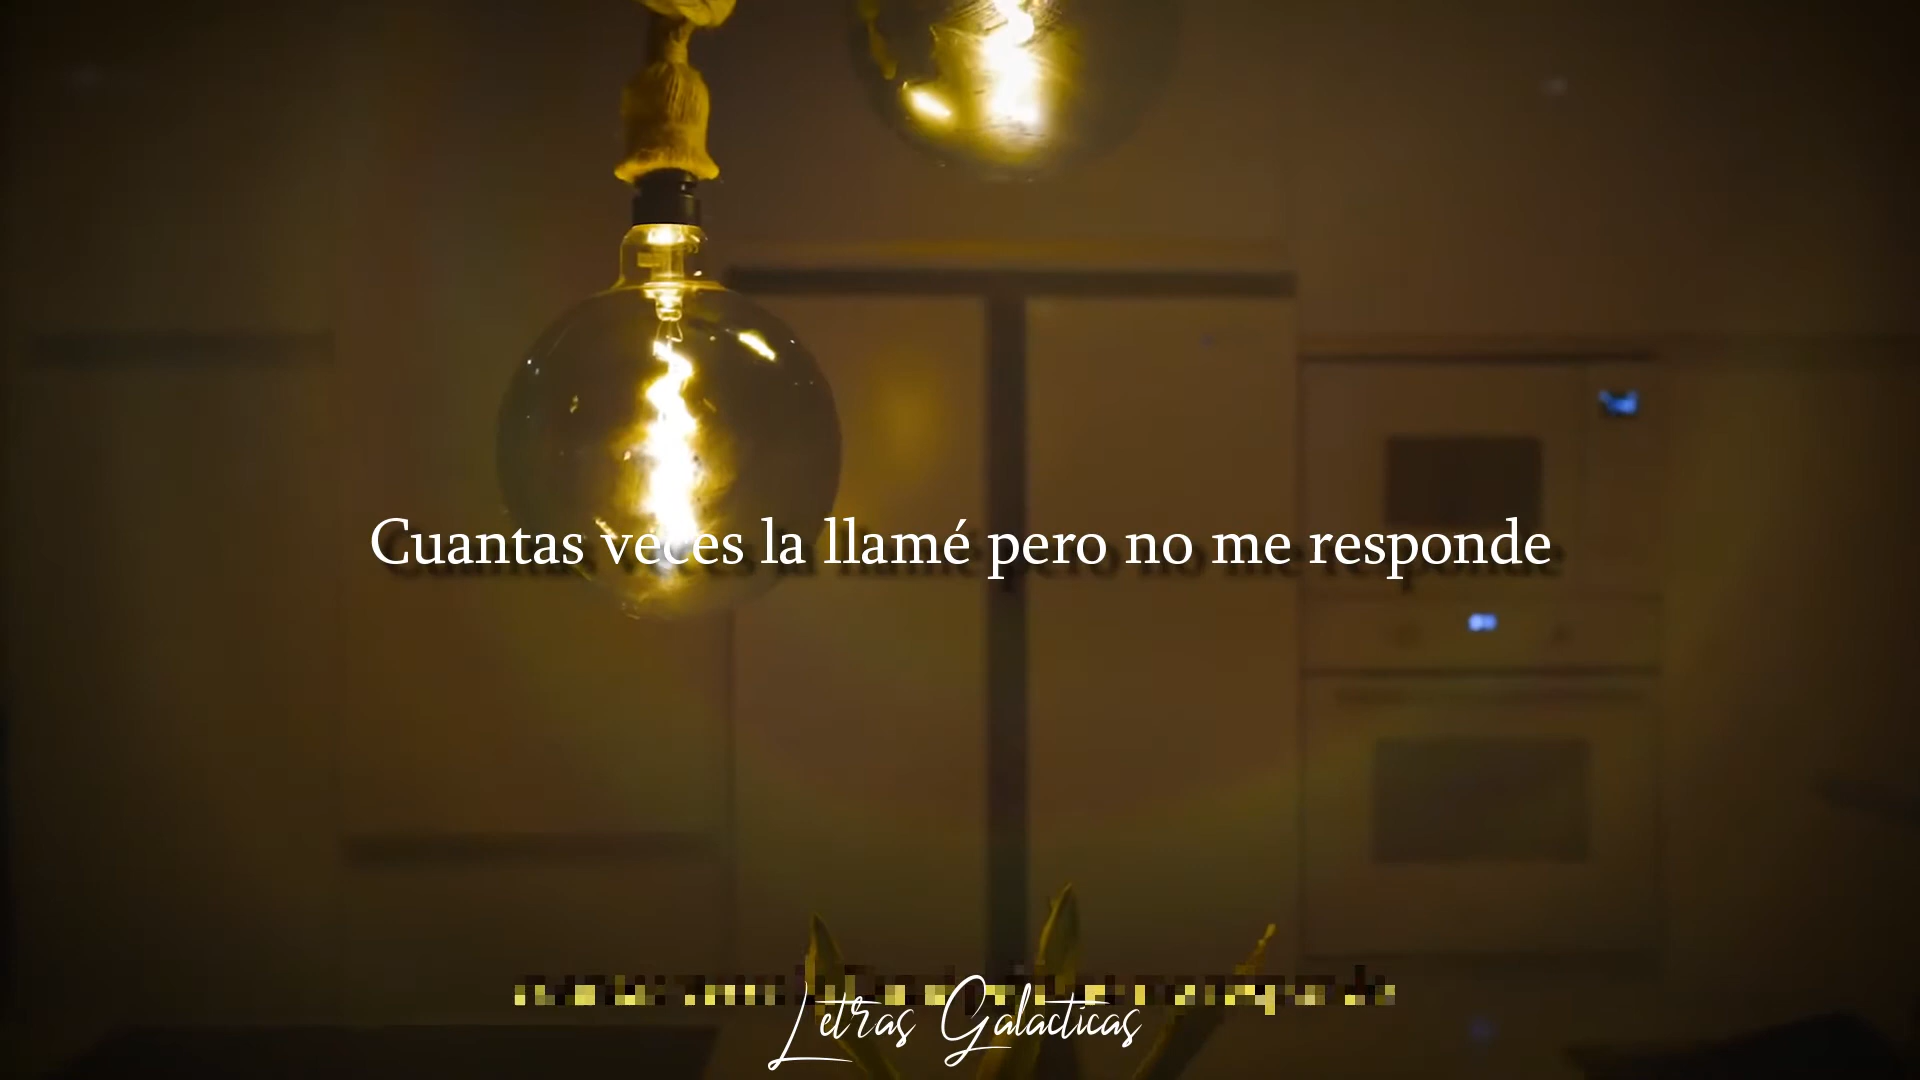 Cuantas veces la llamé pero no me responde
Letras Galacticas